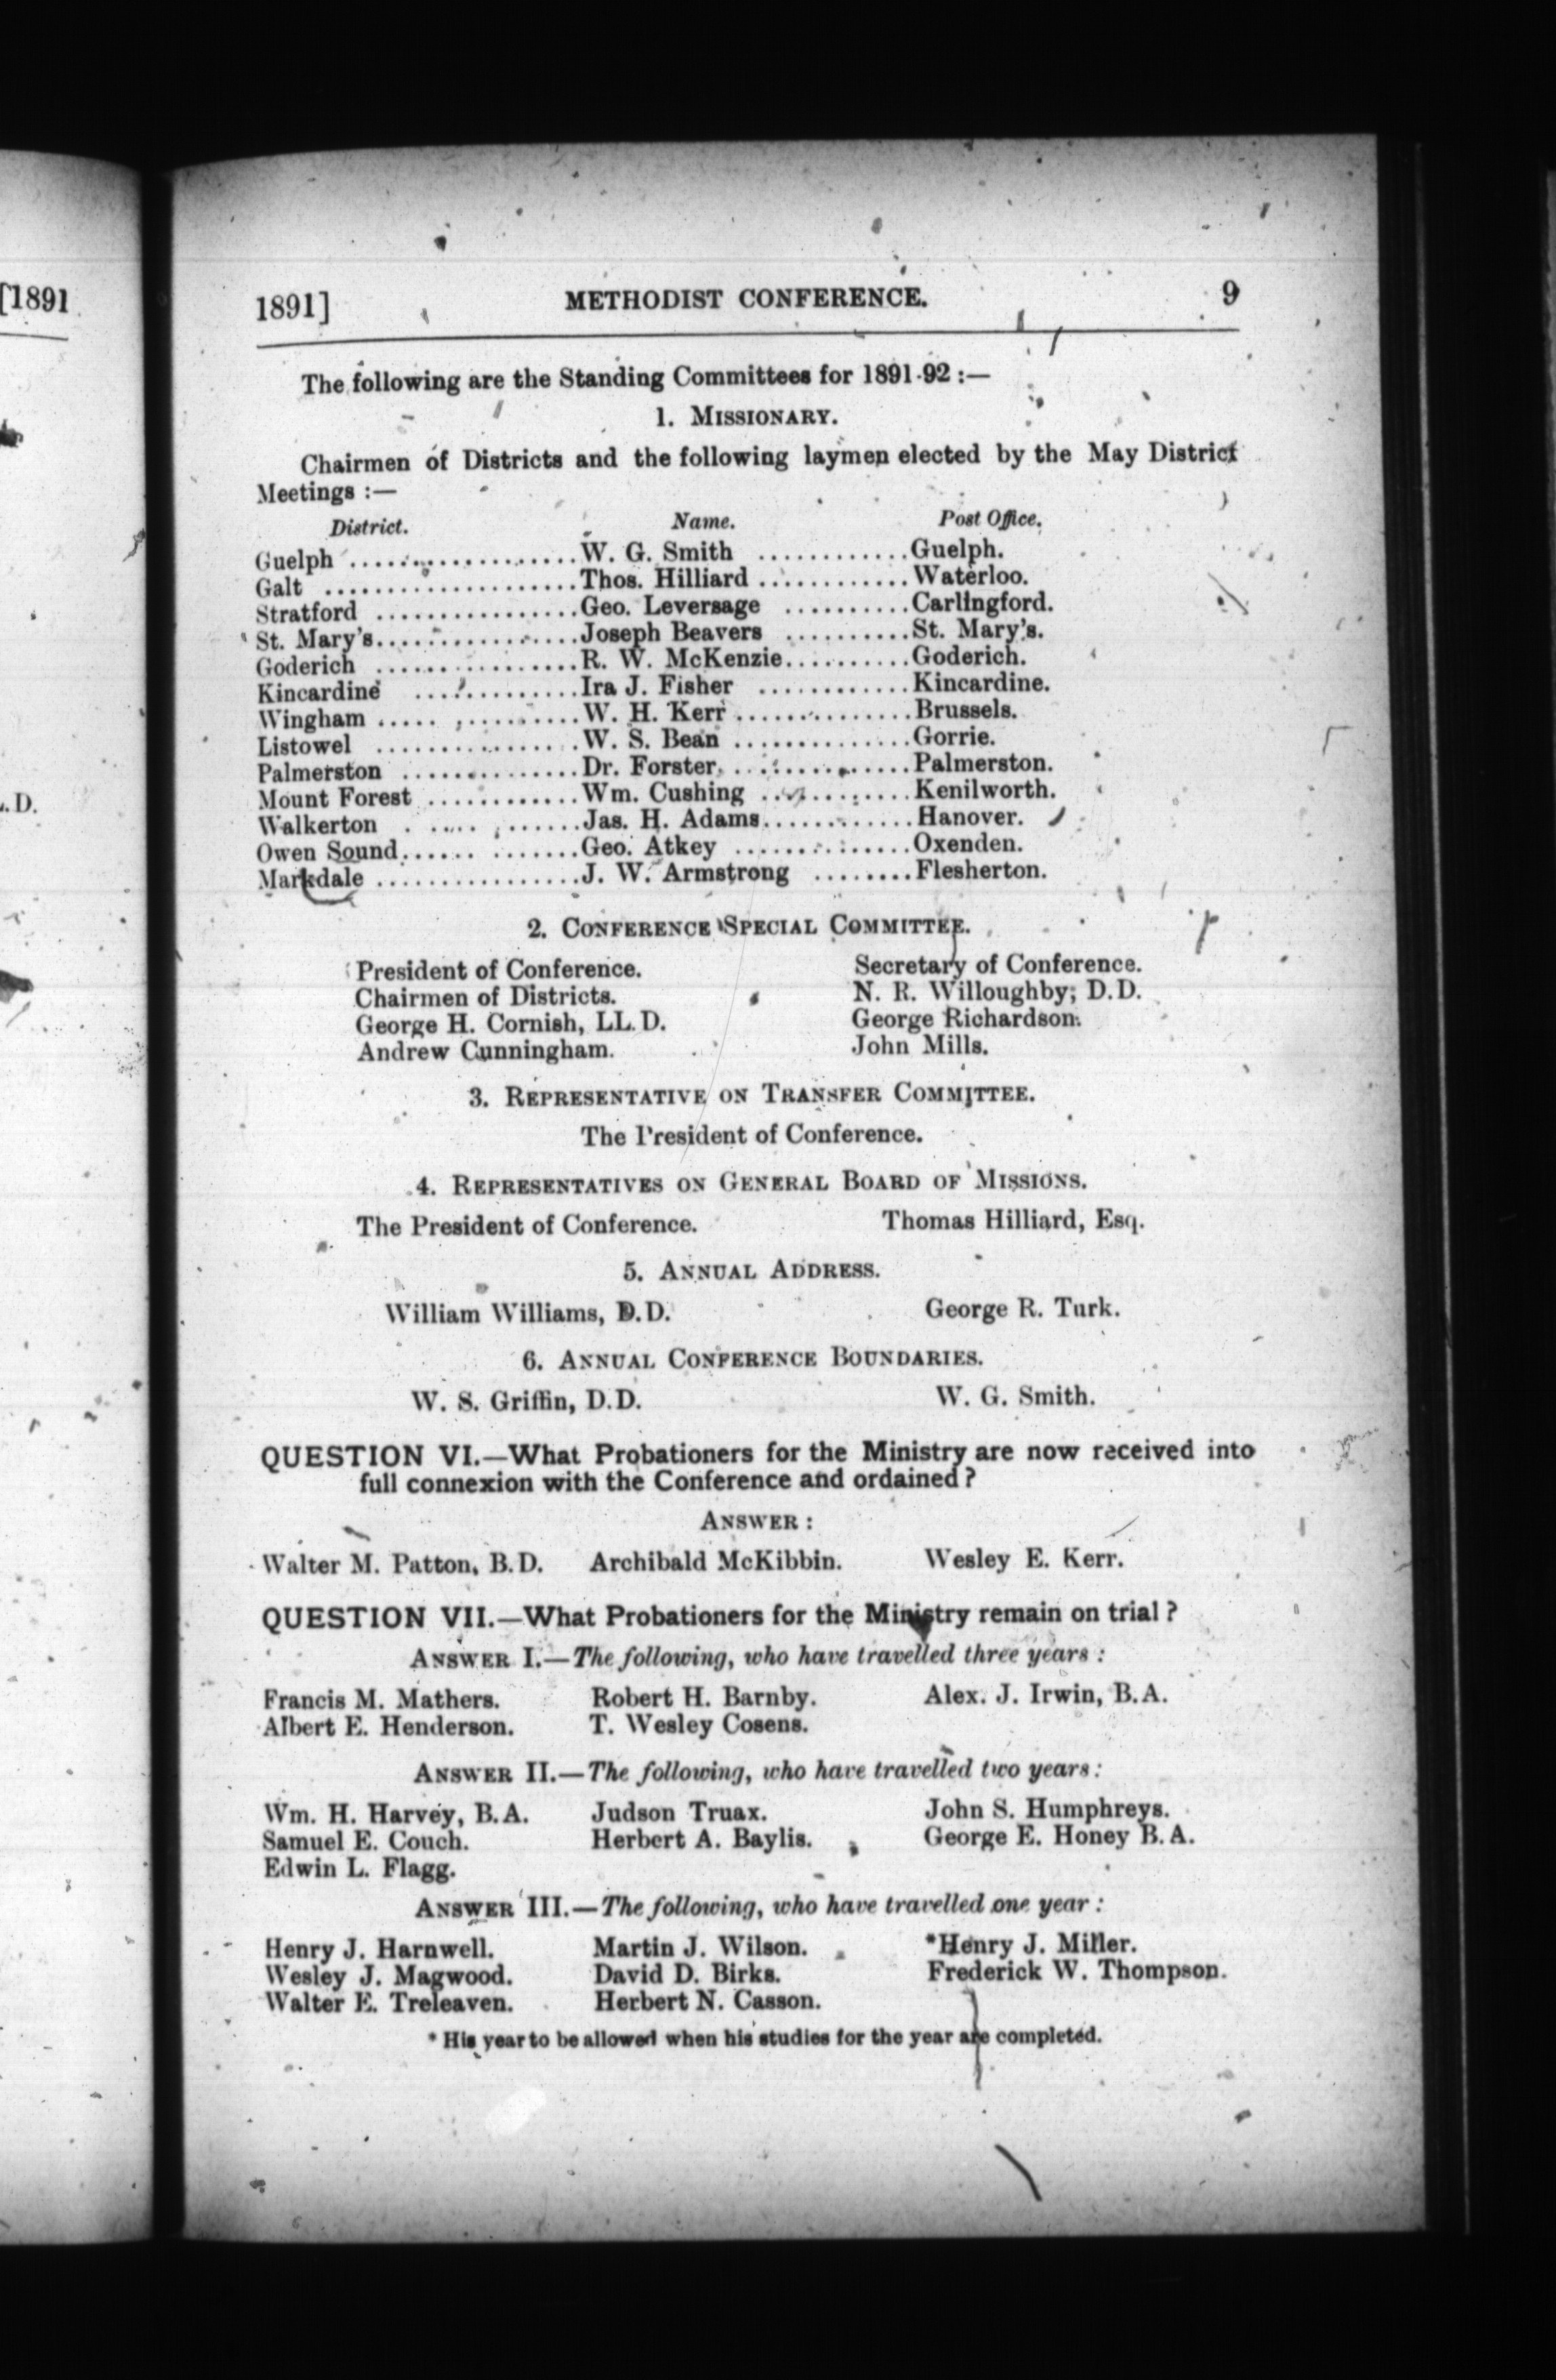 [1891
L.D.
1891] METHODIST CONFERENCE. 9
The following are the Standing Committees for 1891-92 :—
1. MISSIONARY.
Chairmen of Districts and the following laymen elected by the May District
Meetings :—
District. Name. Post Office.
Guelph .................... W. G. Smith ............ Guelph.
Galt .................... Thos. Hilliard ............ Waterloo.
Stratford ................ Geo. Leversage .......... Carlingford.
St. Mary's................ Joseph Beavers .......... St. Mary's.
Goderich ................ R. W. McKenzie.......... Goderich.
Kincardine .............. Ira J. Fisher ............ Kincardine.
Wingham ................ W. H. Kerr .............. Brussels.
Listowel ................ W. S. Bean .............. Gorrie.
Palmerston .............. Dr. Forster.............. Palmerston.
Mount Forest ............ Wm. Cushing ............ Kenilworth.
Walkerton .............. Jas. H. Adams............ Hanover.
Owen Sound.............. Geo. Atkey .............. Oxenden.
Markdale ................ J. W. Armstrong ........ Flesherton.
2. CONFERENCE SPECIAL COMMITTEE.
President of Conference. Secretary of Conference.
Chairmen of Districts. N. R. Willoughby, D.D.
George H. Cornish, LL.D. George Richardson.
Andrew Cunningham. John Mills.
3. REPRESENTATIVE ON TRANSFER COMMITTEE.
The President of Conference.
4. REPRESENTATIVES ON GENERAL BOARD OF MISSIONS.
The President of Conference. Thomas Hilliard, Esq.
5. ANNUAL ADDRESS.
William Williams, D.D. George R. Turk.
6. ANNUAL CONFERENCE BOUNDARIES.
W. S. Griffin, D.D. W. G. Smith.
QUESTION VI.—What Probationers for the Ministry are now received into
full connexion with the Conference and ordained ?
ANSWER :
Walter M. Patton, B.D. Archibald McKibbin. Wesley E. Kerr.
QUESTION VII.—What Probationers for the Ministry remain on trial ?
ANSWER I.—The following, who have travelled three years :
Francis M. Mathers. Robert H. Barnby. Alex. J. Irwin, B.A.
Albert E. Henderson. T. Wesley Cosens.
ANSWER II.—The following, who have travelled two years :
Wm. H. Harvey, B.A. Judson Truax. John S. Humphreys.
Samuel E. Couch. Herbert A. Baylis. George E. Honey B.A.
Edwin L. Flagg.
ANSWER III.—The following, who have travelled one year :
Henry J. Harnwell. Martin J. Wilson. *Henry J. Miller.
Wesley J. Magwood. David D. Birks. Frederick W. Thompson.
Walter E. Treleaven. Herbert N. Casson.
* His year to be allowed when his studies for the year are completed.